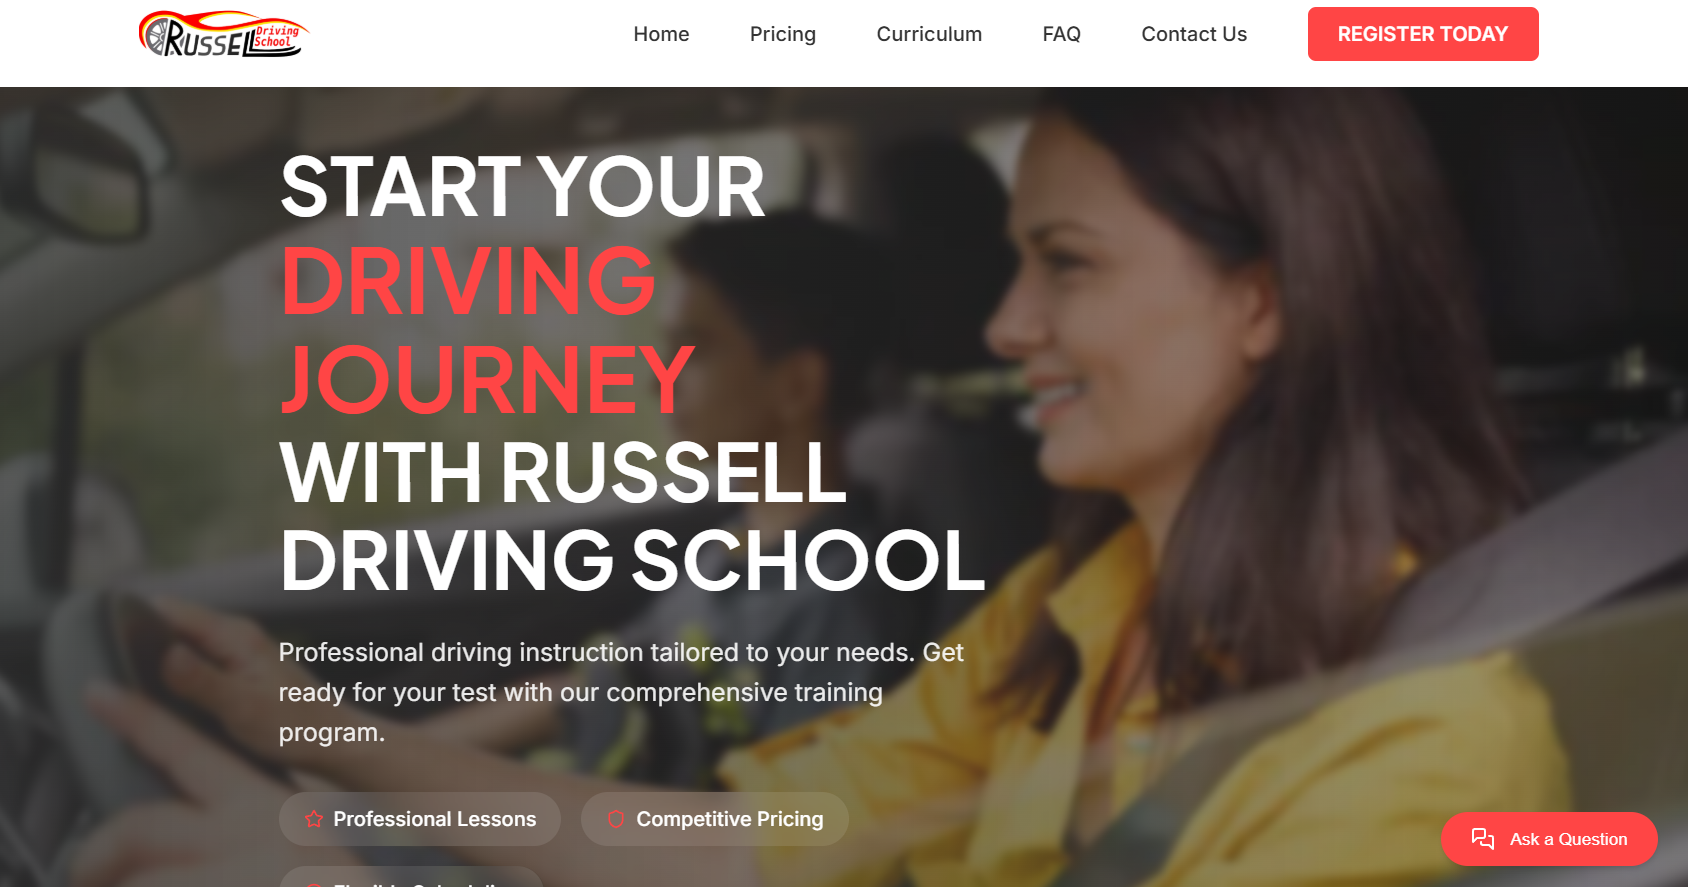 RUSSELL Driving School
Home
Pricing
Curriculum
FAQ
Contact Us
REGISTER TODAY
START YOUR
DRIVING
JOURNEY
WITH RUSSELL
DRIVING SCHOOL
Professional driving instruction tailored to your needs. Get
ready for your test with our comprehensive training
program.
Professional Lessons
Competitive Pricing
Ask a Question